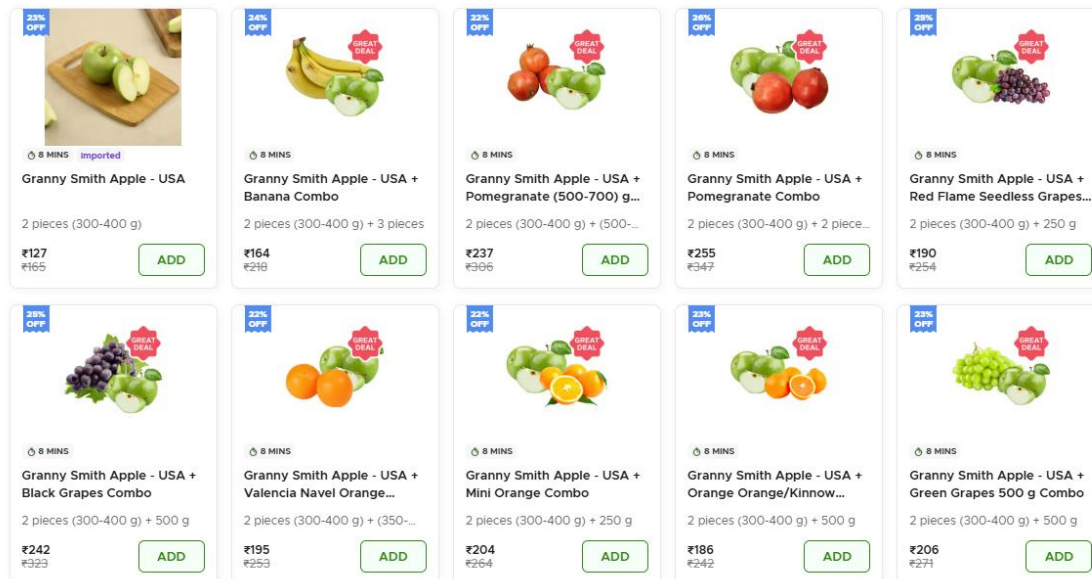 23%
OFF
8 MINS Imported
Granny Smith Apple - USA
2 pieces (300-400 g)
₹127
₹165
ADD
24%
OFF
GREAT
DEAL
8 MINS
Granny Smith Apple - USA +
Banana Combo
2 pieces (300-400 g) + 3 pieces
₹164
₹218
ADD
22%
OFF
GREAT
DEAL
8 MINS
Granny Smith Apple - USA +
Pomegranate (500-700) g...
2 pieces (300-400 g) + (500-...
₹237
₹306
ADD
26%
OFF
GREAT
DEAL
8 MINS
Granny Smith Apple - USA +
Pomegranate Combo
2 pieces (300-400 g) + 2 piece...
₹255
₹347
ADD
25%
OFF
GREAT
DEAL
8 MINS
Granny Smith Apple - USA +
Red Flame Seedless Grapes...
2 pieces (300-400 g) + 250 g
₹190
₹254
ADD
25%
OFF
GREAT
DEAL
8 MINS
Granny Smith Apple - USA +
Black Grapes Combo
2 pieces (300-400 g) + 500 g
₹242
₹323
ADD
22%
OFF
GREAT
DEAL
8 MINS
Granny Smith Apple - USA +
Valencia Navel Orange...
2 pieces (300-400 g) + (350-...
₹195
₹253
ADD
22%
OFF
GREAT
DEAL
8 MINS
Granny Smith Apple - USA +
Mini Orange Combo
2 pieces (300-400 g) + 250 g
₹204
₹264
ADD
23%
OFF
GREAT
DEAL
8 MINS
Granny Smith Apple - USA +
Orange Orange/Kinnow...
2 pieces (300-400 g) + 500 g
₹186
₹242
ADD
23%
OFF
GREAT
DEAL
8 MINS
Granny Smith Apple - USA +
Green Grapes 500 g Combo
2 pieces (300-400 g) + 500 g
₹206
₹271
ADD